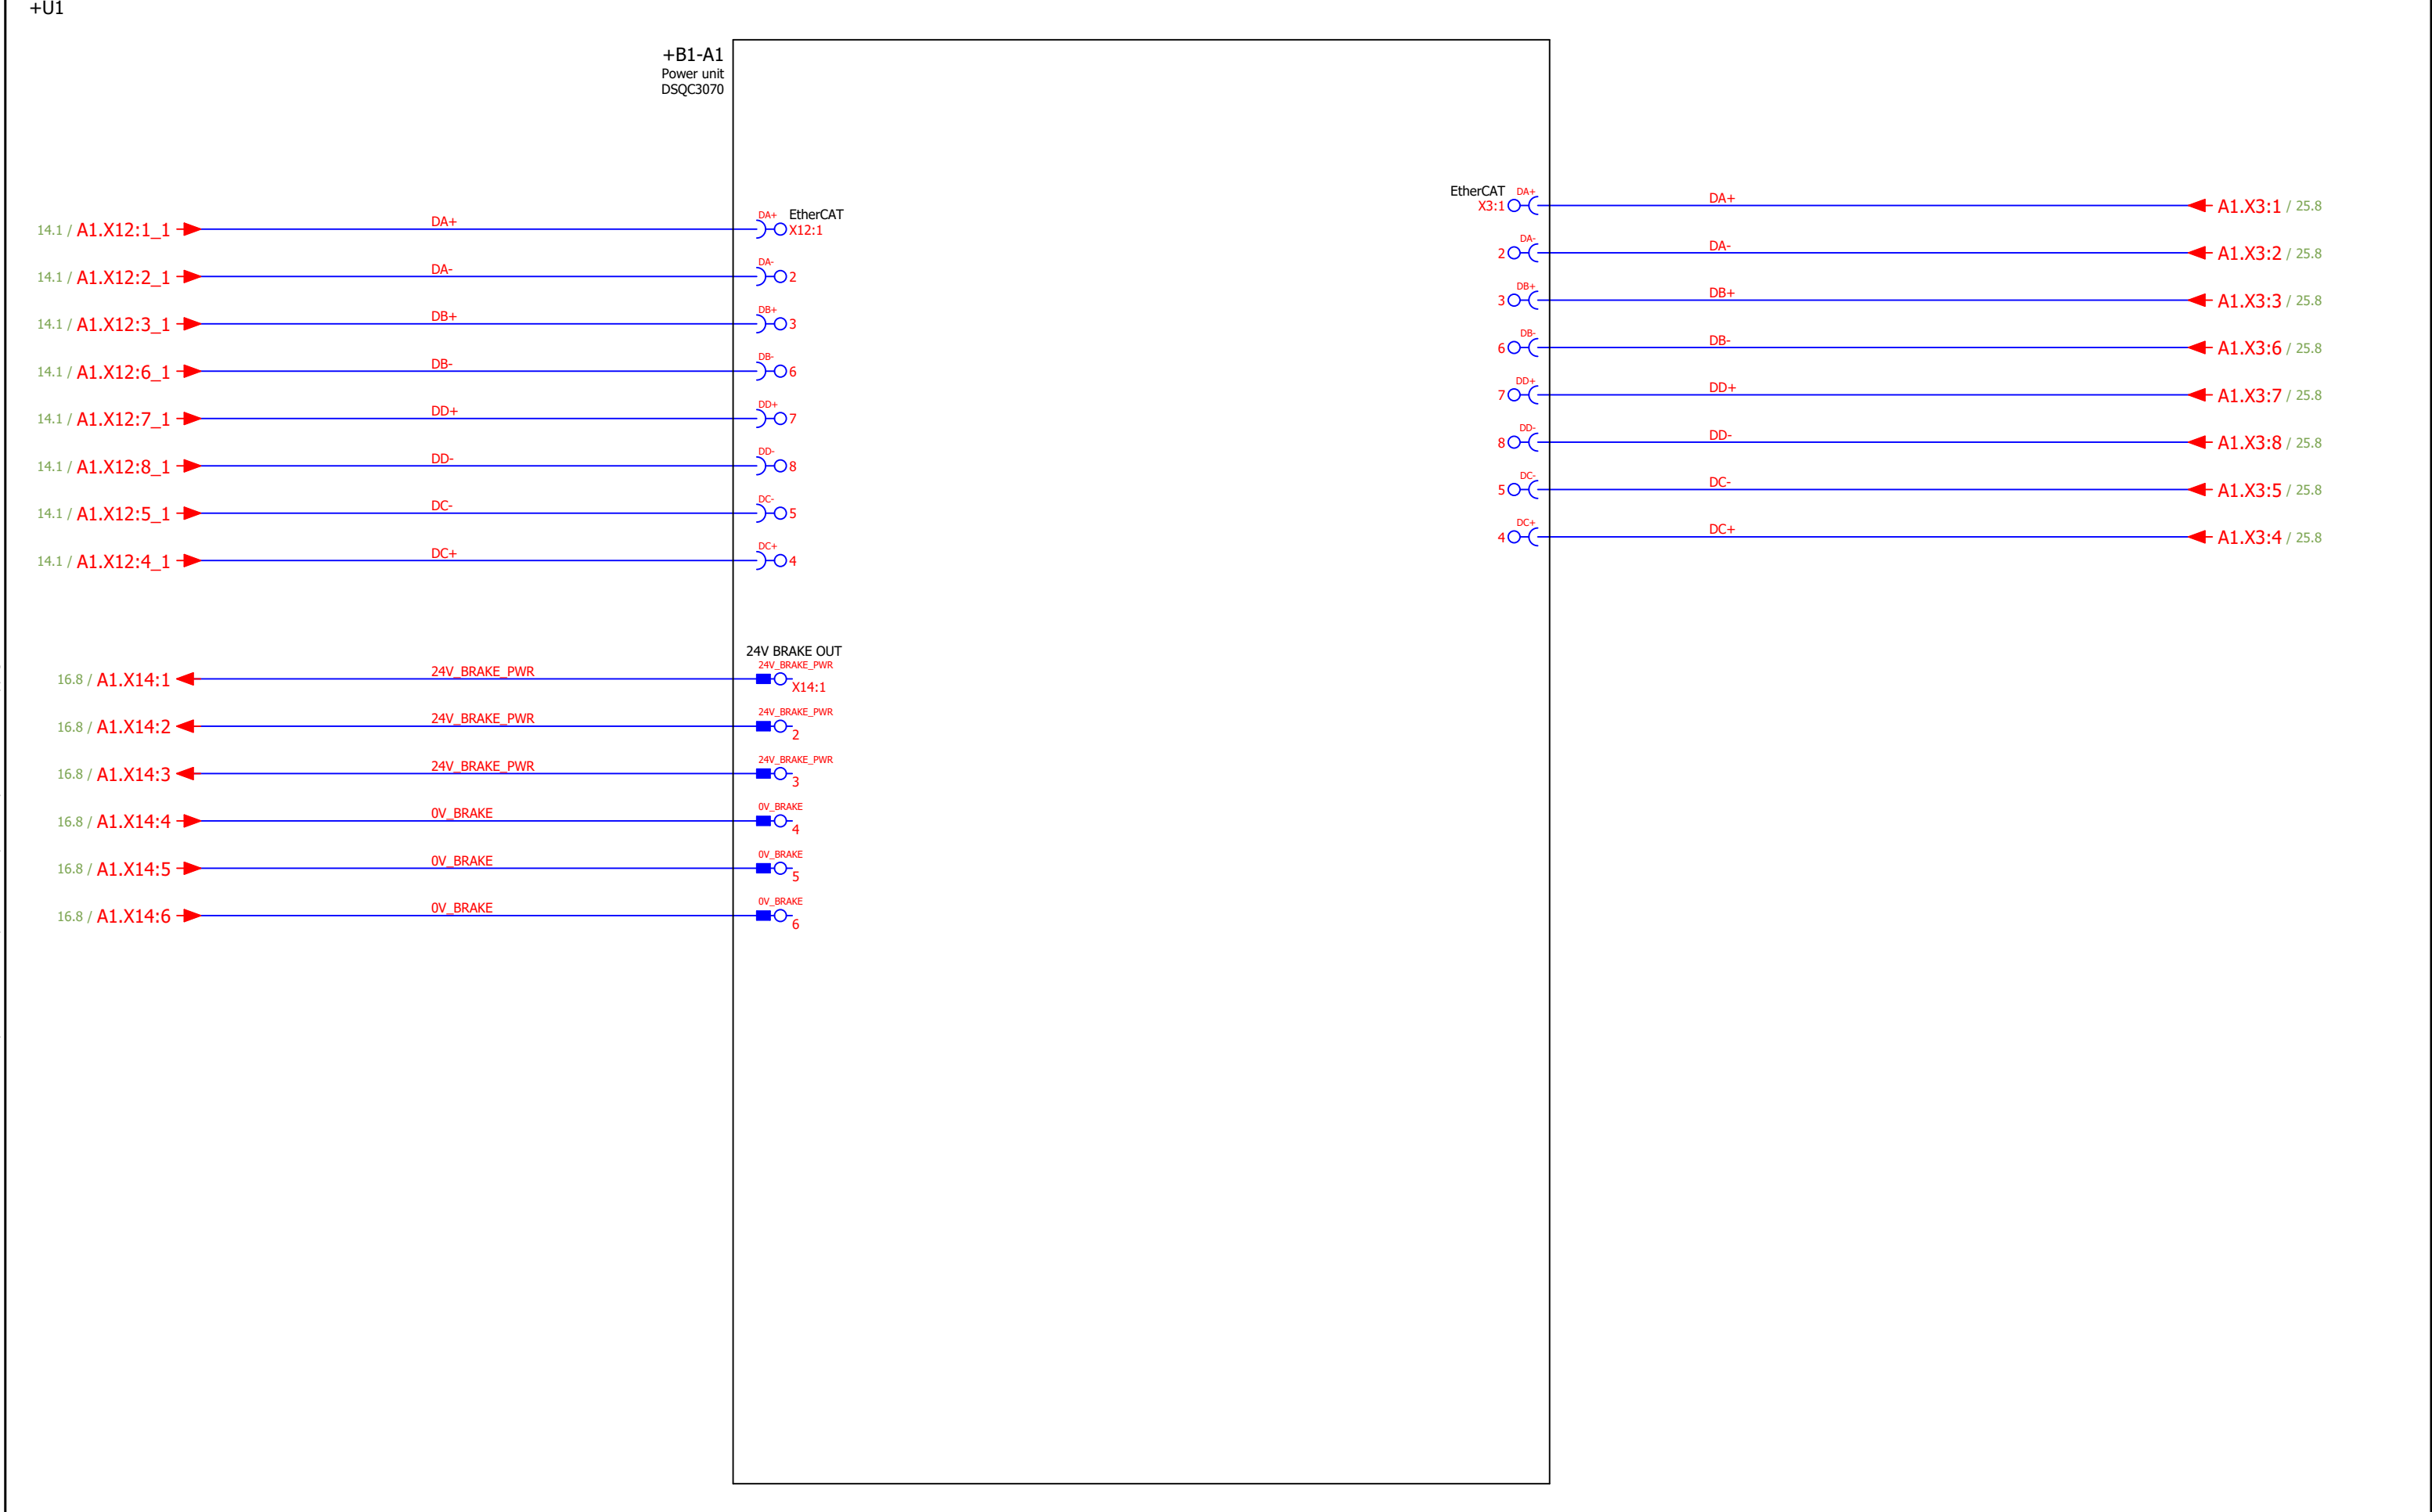 +U1
+B1-A1
Power unit
DSQC3070
EtherCAT DA+
X3:1 DA+ A1.X3:1 / 25.8
14.1 / A1.X12:1_1 DA+ DA+ EtherCAT
X12:1
DA-
2 DA- A1.X3:2 / 25.8
14.1 / A1.X12:2_1 DA- DA- 2
DB+
3 DB+ A1.X3:3 / 25.8
14.1 / A1.X12:3_1 DB+ DB+ 3
DB-
6 DB- A1.X3:6 / 25.8
14.1 / A1.X12:6_1 DB- DB- 6
DD+
7 DD+ A1.X3:7 / 25.8
14.1 / A1.X12:7_1 DD+ DD+ 7
DD-
8 DD- A1.X3:8 / 25.8
14.1 / A1.X12:8_1 DD- DD- 8
DC-
5 DC- A1.X3:5 / 25.8
14.1 / A1.X12:5_1 DC- DC- 5
DC+
4 DC+ A1.X3:4 / 25.8
14.1 / A1.X12:4_1 DC+ DC+ 4
24V BRAKE OUT
16.8 / A1.X14:1 24V_BRAKE_PWR 24V_BRAKE_PWR
X14:1
16.8 / A1.X14:2 24V_BRAKE_PWR 24V_BRAKE_PWR
2
16.8 / A1.X14:3 24V_BRAKE_PWR 24V_BRAKE_PWR
3
16.8 / A1.X14:4 0V_BRAKE 0V_BRAKE
4
16.8 / A1.X14:5 0V_BRAKE 0V_BRAKE
5
16.8 / A1.X14:6 0V_BRAKE 0V_BRAKE
6